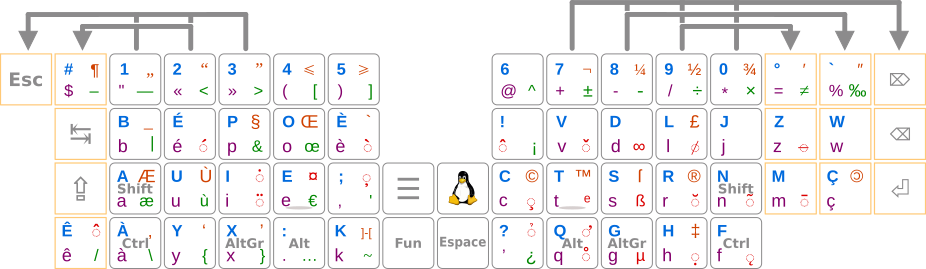 # ¶ 1 „ 2 “ 3 ” 4 ⩽ 5 ⩾ 6 7 ¬ 8 ¼ 9 ½ 0 ¾ ° ′ ` ″
Esc $ – " — « < » > ( [ ) ] @ ^ + ± - - / ÷ * × = ≠ % ‰
B _ É P § O Œ È ` ! V D L £ J Z W
b | é p & o œ è ¡ v d ∞ l j z w
A Æ U Ù I E ¤ ; C © T ™ S ſ R ® N M Ç
Shift Shift
a æ u ù i e € , ' c t e s ß r n m ç
Ê À Y ‘ X ’ : K ? Q G H ‡ F
Ctrl AltGr Alt Fun Espace Alt AltGr Ctrl
ê / à \ y { x } . … k ~ ’ ¿ q g µ h f